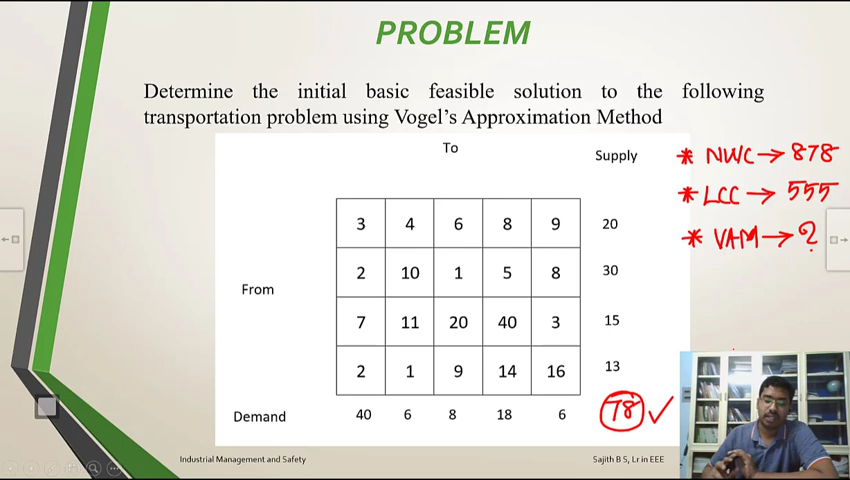 PROBLEM
Determine the initial basic feasible solution to the following
transportation problem using Vogel's Approximation Method
To
Supply
3 4 6 8 9 20
2 10 1 5 8 30
From
7 11 20 40 3 15
2 1 9 14 16 13
Demand 40 6 8 18 6 78 ✓
* NWC → 878
* LCC → 555
* VAM → ?
Industrial Management and Safety
Sajith B S, Lr in EEE